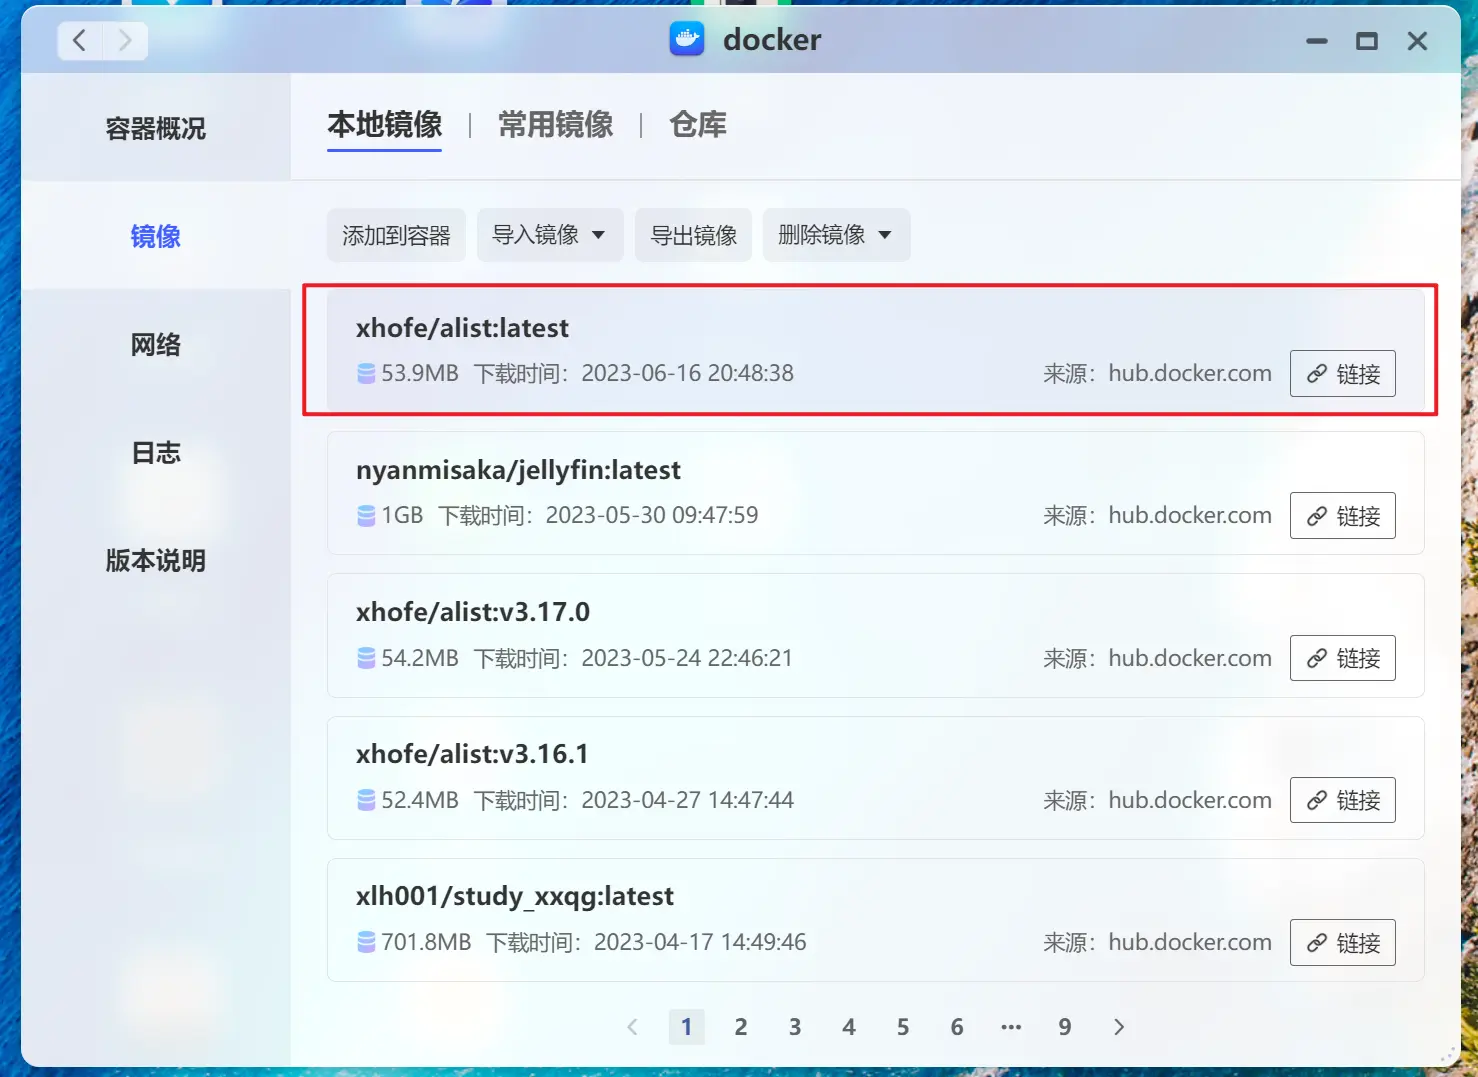 docker
容器概况
镜像
网络
日志
版本说明
本地镜像 | 常用镜像 | 仓库
添加到容器 导入镜像 导出镜像 删除镜像
xhofe/alist:latest
53.9MB 下载时间：2023-06-16 20:48:38 来源：hub.docker.com 链接
nyanmisaka/jellyfin:latest
1GB 下载时间：2023-05-30 09:47:59 来源：hub.docker.com 链接
xhofe/alist:v3.17.0
54.2MB 下载时间：2023-05-24 22:46:21 来源：hub.docker.com 链接
xhofe/alist:v3.16.1
52.4MB 下载时间：2023-04-27 14:47:44 来源：hub.docker.com 链接
xlh001/study_xxqg:latest
701.8MB 下载时间：2023-04-17 14:49:46 来源：hub.docker.com 链接
1 2 3 4 5 6 ··· 9